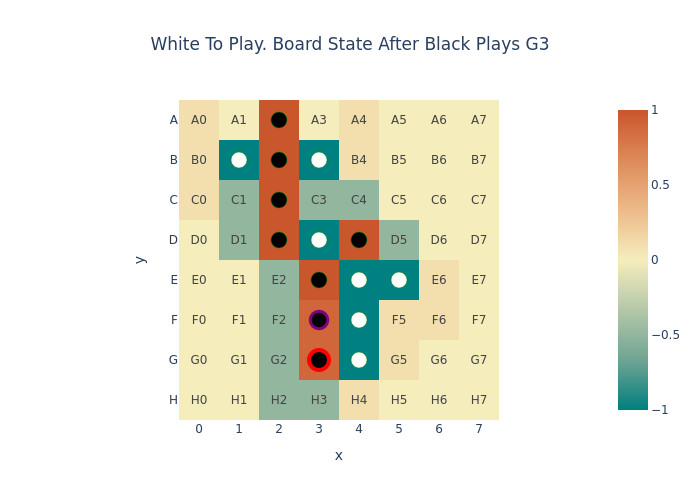 White To Play. Board State After Black Plays G3
A A0 A1 A3 A4 A5 A6 A7
B B0 B4 B5 B6 B7
C C0 C1 C3 C4 C5 C6 C7
D D0 D1 D5 D6 D7
E E0 E1 E2 E6 E7
F F0 F1 F2 F5 F6 F7
G G0 G1 G2 G5 G6 G7
H H0 H1 H2 H3 H4 H5 H6 H7
0 1 2 3 4 5 6 7
x
y
1
0.5
0
−0.5
−1